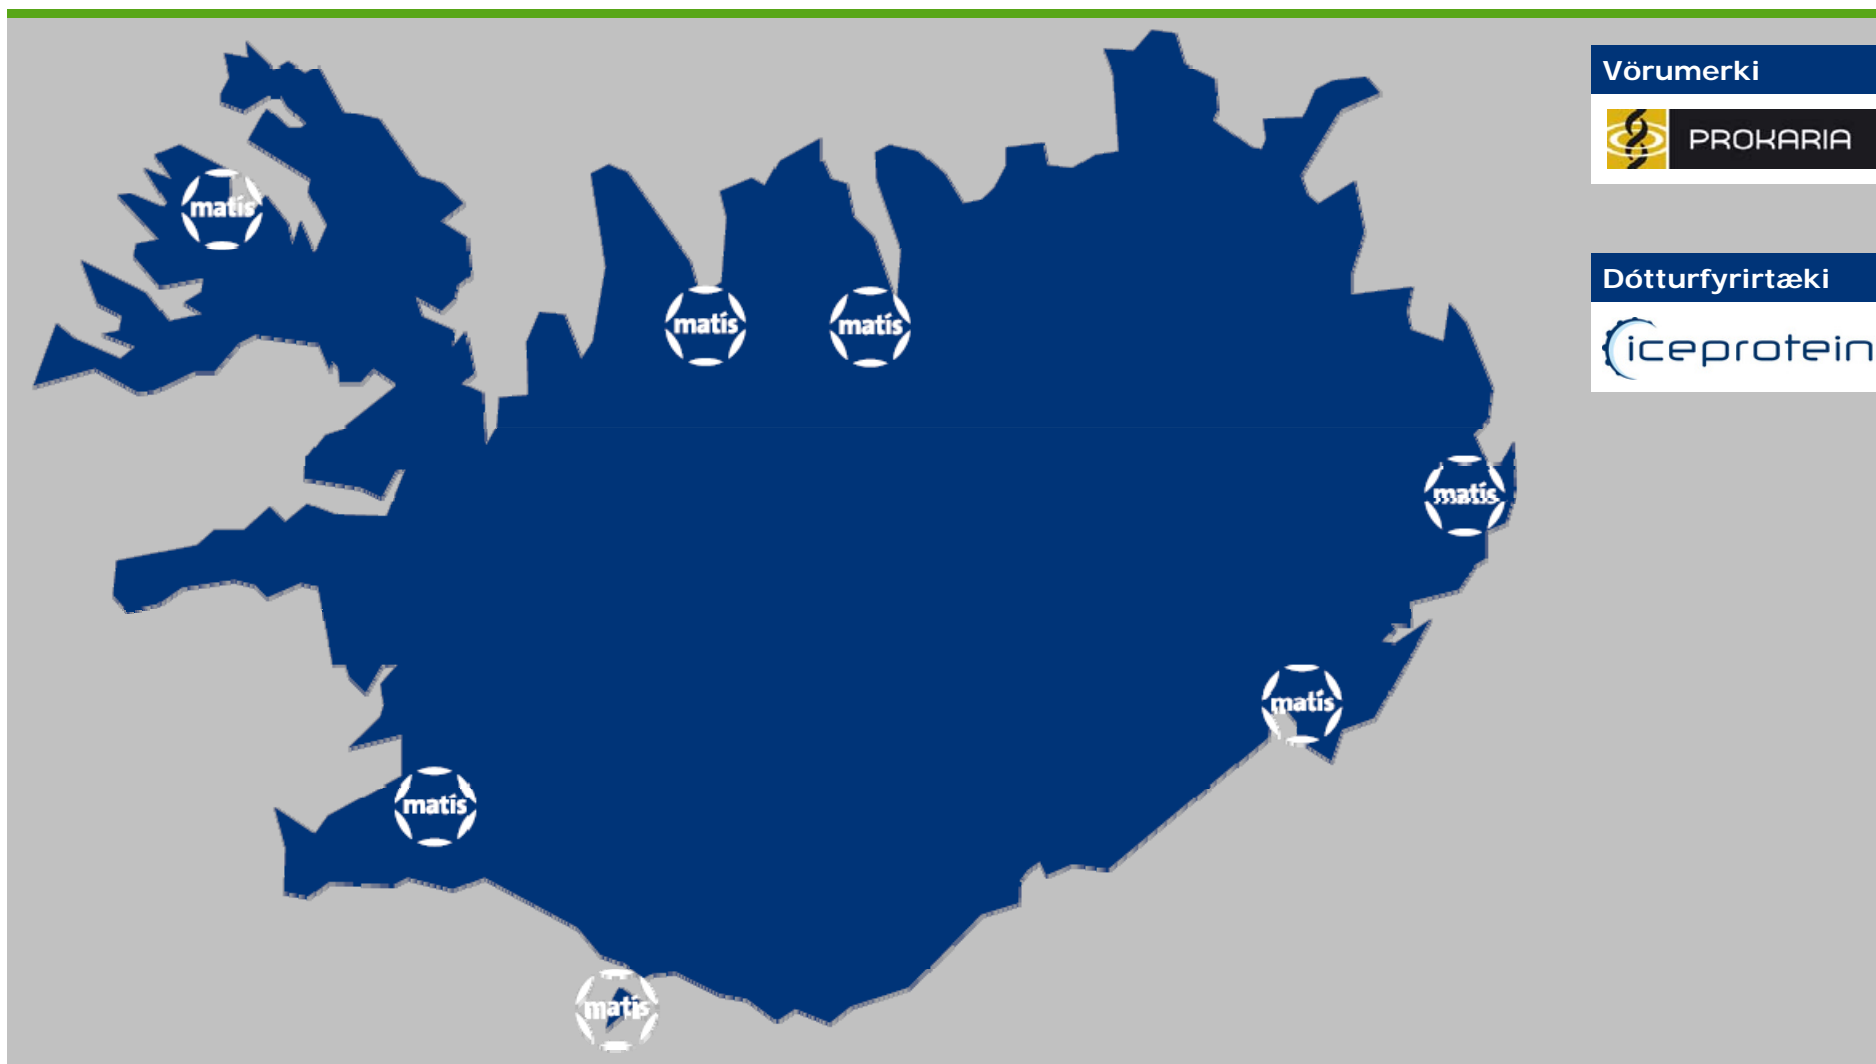 Vörumerki
PROKARIA
matís
Dótturfyrirtæki
matís
matís
iceprotein
matís
matís
matís
matís